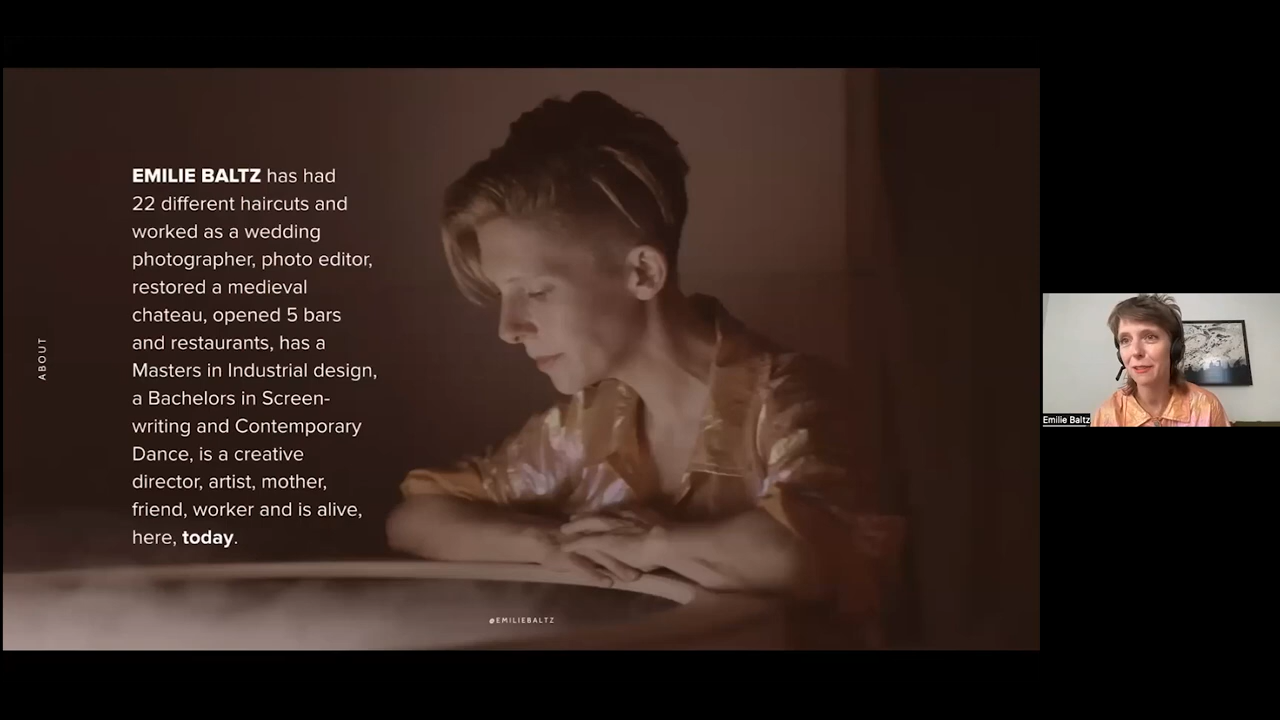 ABOUT
EMILIE BALTZ has had
22 different haircuts and
worked as a wedding
photographer, photo editor,
restored a medieval
chateau, opened 5 bars
and restaurants, has a
Masters in Industrial design,
a Bachelors in Screen-
writing and Contemporary
Dance, is a creative
director, artist, mother,
friend, worker and is alive,
here, today.
@EMILIEBALTZ
Emilie Baltz